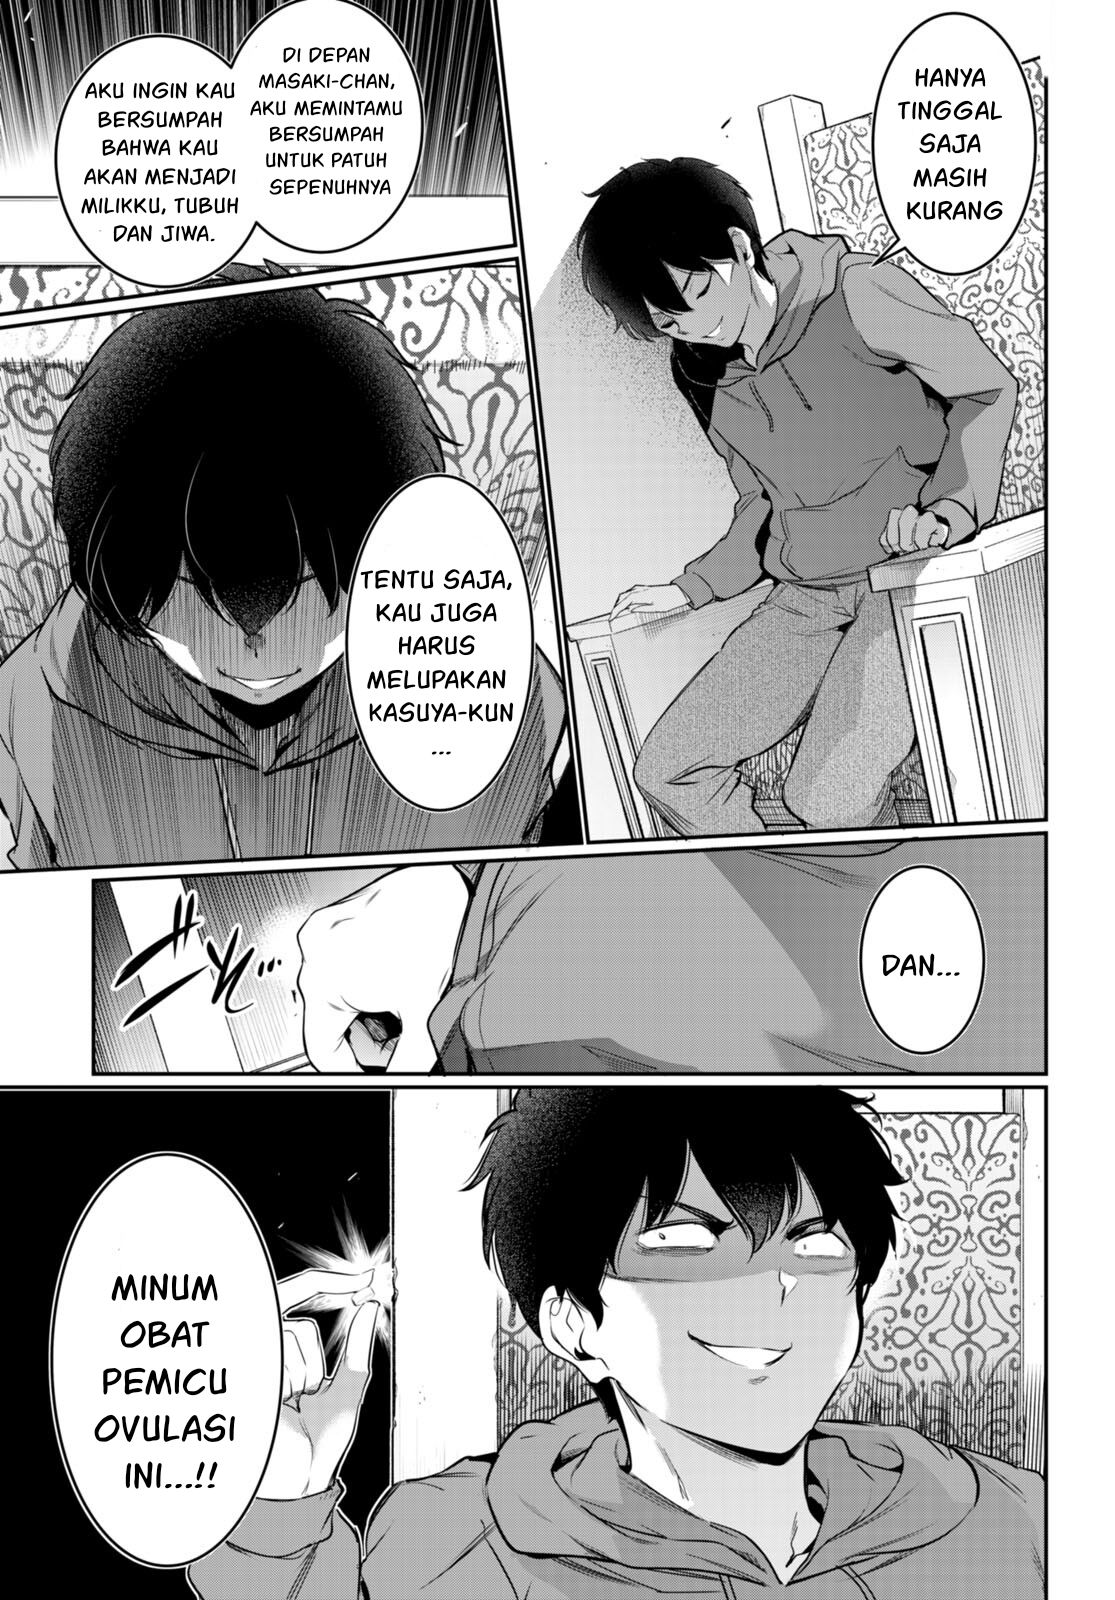 HANYA
TINGGAL
SAJA
MASIH
KURANG
DI DEPAN
MASAKI-CHAN,
AKU MEMINTAMU
BERSUMPAH
UNTUK PATUH
SEPENUHNYA
AKU INGIN KAU
BERSUMPAH
BAHWA KAU
AKAN MENJADI
MILIKKU, TUBUH
DAN JIWA.
TENTU SAJA,
KAU JUGA
HARUS
MELUPAKAN
KASUYA-KUN
...
DAN...
MINUM
OBAT
PEMICU
OVULASI
INI...!!